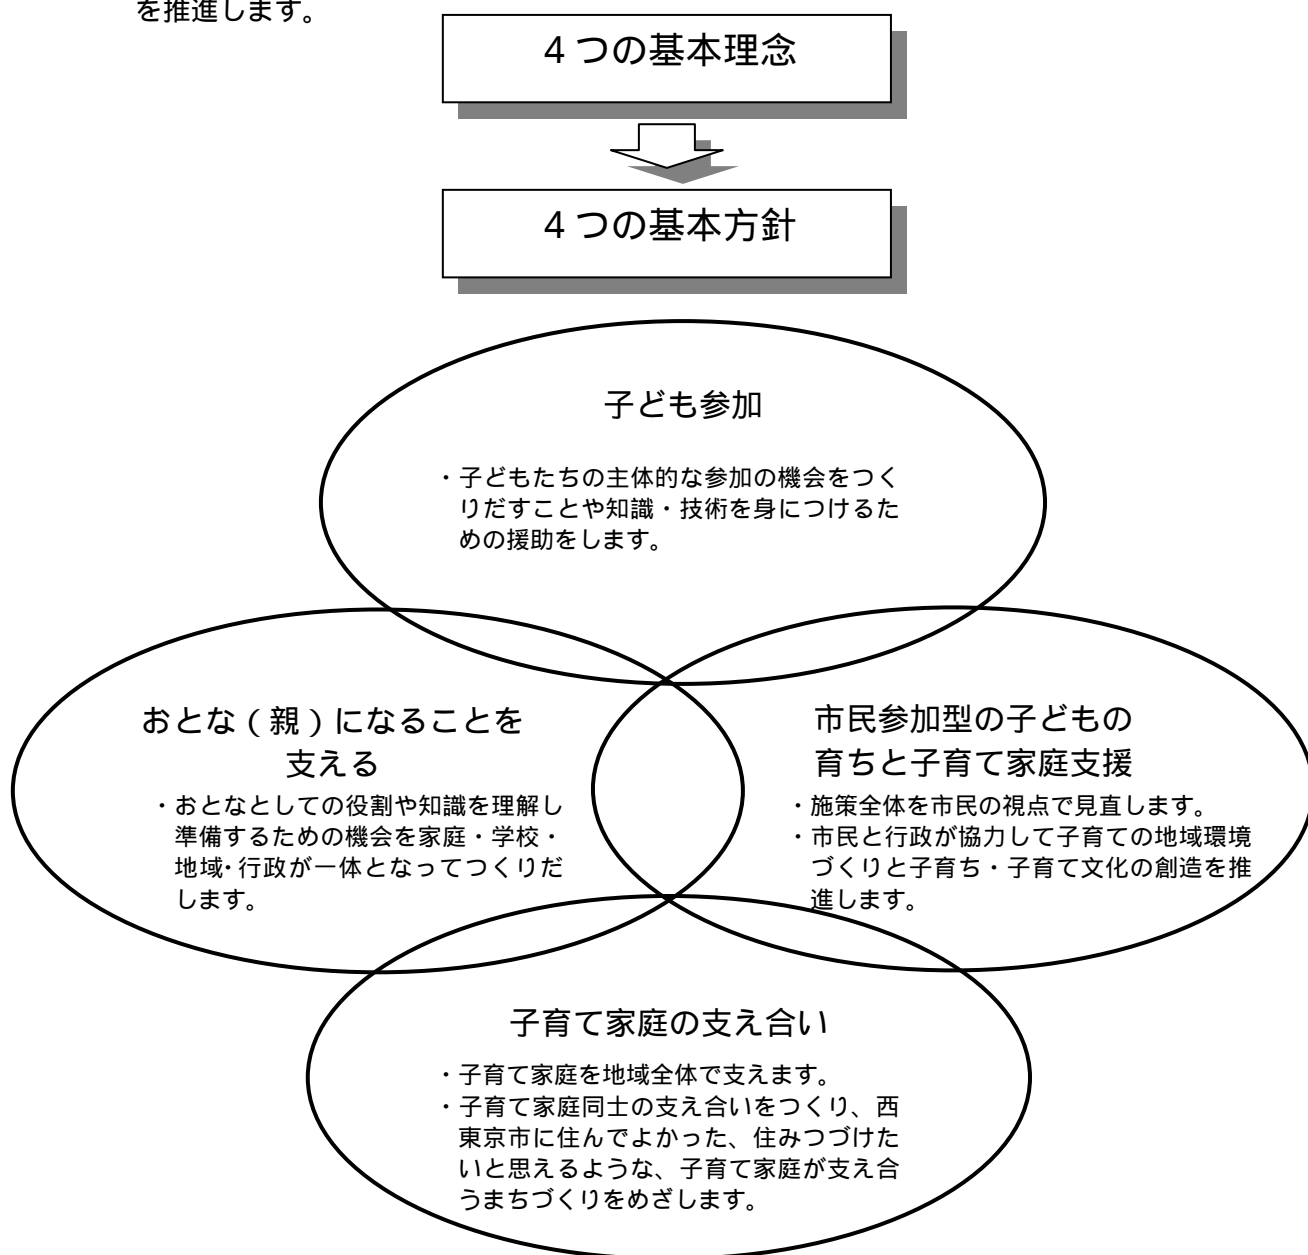 を推進します。
４つの基本理念
４つの基本方針
子ども参加
・子どもたちの主体的な参加の機会をつく
りだすことや知識・技術を身につけるた
めの援助をします。
おとな（親）になることを
支える
・おとなとしての役割や知識を理解し
準備するための機会を家庭・学校・
地域・行政が一体となってつくりだ
します。
市民参加型の子どもの
育ちと子育て家庭支援
・施策全体を市民の視点で見直します。
・市民と行政が協力して子育ての地域環境
づくりと子育ち・子育て文化の創造を推
進します。
子育て家庭の支え合い
・子育て家庭を地域全体で支えます。
・子育て家庭同士の支え合いをつくり、西
東京市に住んでよかった、住みつづけた
いと思えるような、子育て家庭が支え合
うまちづくりをめざします。